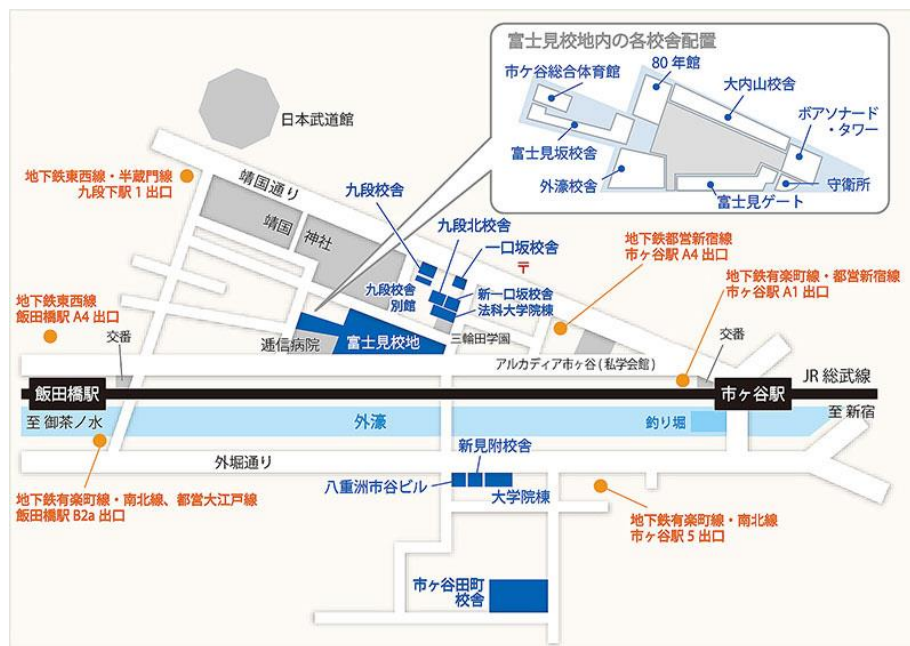 富士見校地内の各校舎配置
80 年館
市ケ谷総合体育館
大内山校舎
ボアソナード
・タワー
富士見坂校舎
外濠校舎
守衛所
富士見ゲート
日本武道館
地下鉄東西線・半蔵門線
九段下駅 1 出口
靖国通り
靖国 神社
九段校舎
九段北校舎
一口坂校舎
〒
地下鉄都営新宿線
市ヶ谷駅 A4 出口
地下鉄有楽町線・都営新宿線
市ヶ谷駅 A1 出口
九段校舎
別館
新一口坂校舎
法科大学院棟
地下鉄東西線
飯田橋駅 A4 出口
交番
逓信病院
富士見校地
三輪田学園
アルカディア市ヶ谷 ( 私学会館 )
交番
JR 総武線
飯田橋駅
市ヶ谷駅
至 御茶ノ水
外濠
釣り堀
至 新宿
外堀通り
新見附校舎
八重洲市谷ビル
大学院棟
地下鉄有楽町線・南北線、都営大江戸線
飯田橋駅 B2a 出口
地下鉄有楽町線・南北線
市ヶ谷駅 5 出口
市ヶ谷田町
校舎